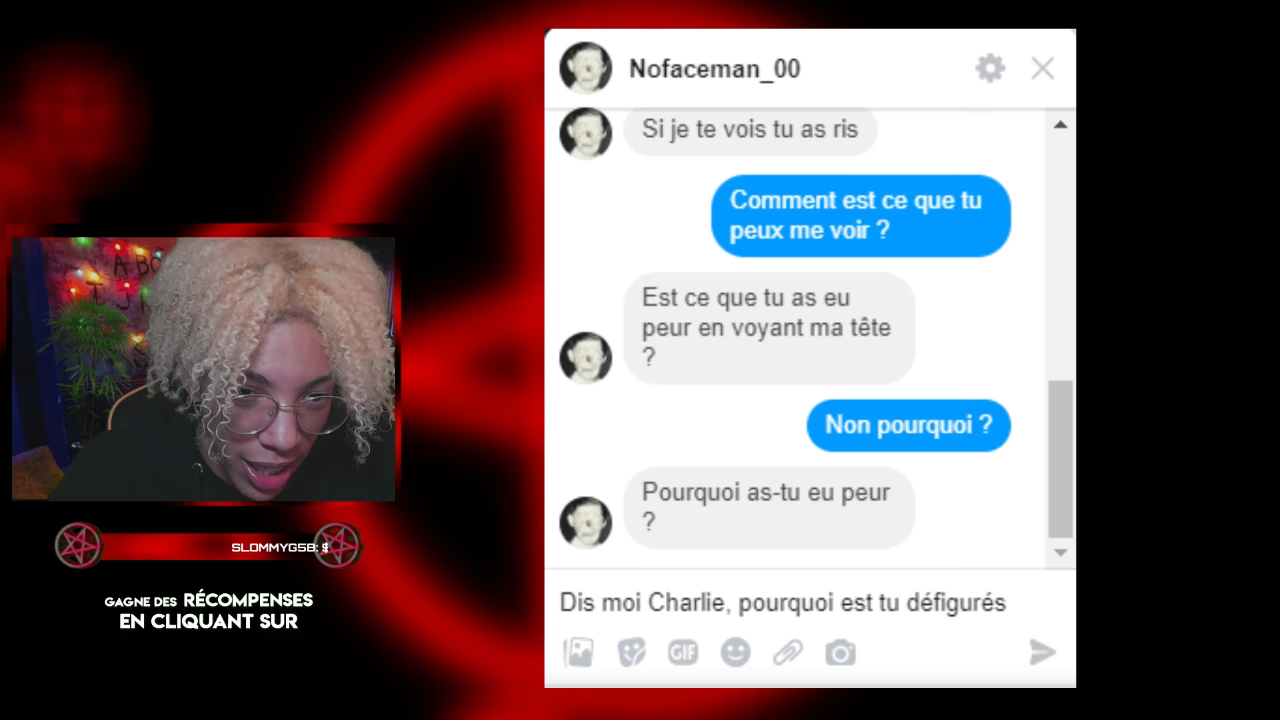 Nofaceman_00
Si je te vois tu as ris
Comment est ce que tu
peux me voir ?
Est ce que tu as eu
peur en voyant ma tête
?
Non pourquoi ?
Pourquoi as-tu eu peur
?
Dis moi Charlie, pourquoi est tu défigurés
GIF
SLOMMYG5B: $
GAGNE DES RÉCOMPENSES
EN CLIQUANT SUR